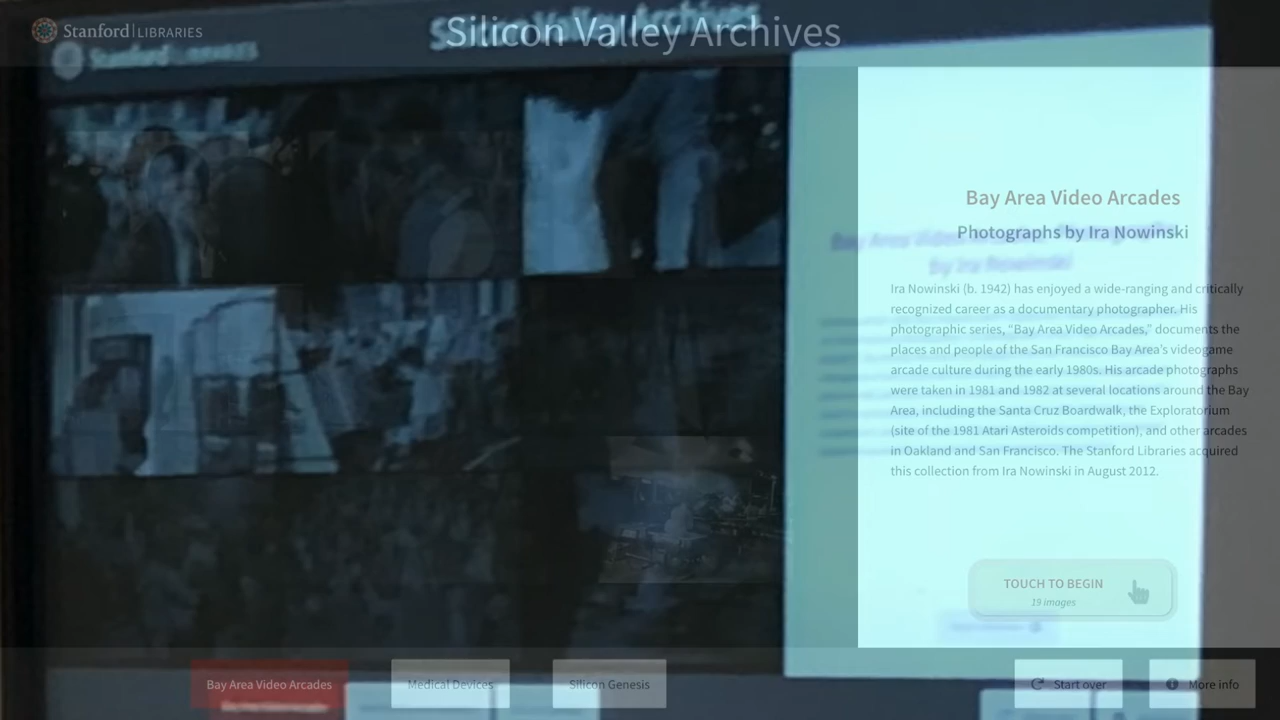 Stanford LIBRARIES
Silicon Valley Archives
Stanford
Bay Area Video Arcades
Photographs by Ira Nowinski
Ira Nowinski (b. 1942) has enjoyed a wide-ranging and critically
recognized career as a documentary photographer. His
photographic series, “Bay Area Video Arcades,” documents the
places and people of the San Francisco Bay Area’s videogame
arcade culture during the early 1980s. His arcade photographs
were taken in 1981 and 1982 at several locations around the Bay
Area, including the Santa Cruz Boardwalk, the Exploratorium
(site of the 1981 Atari Asteroids competition), and other arcades
in Oakland and San Francisco. The Stanford Libraries acquired
this collection from Ira Nowinski in August 2012.
TOUCH TO BEGIN
19 images
Bay Area Video Arcades
Medical Devices
Silicon Genesis
Start over
More info